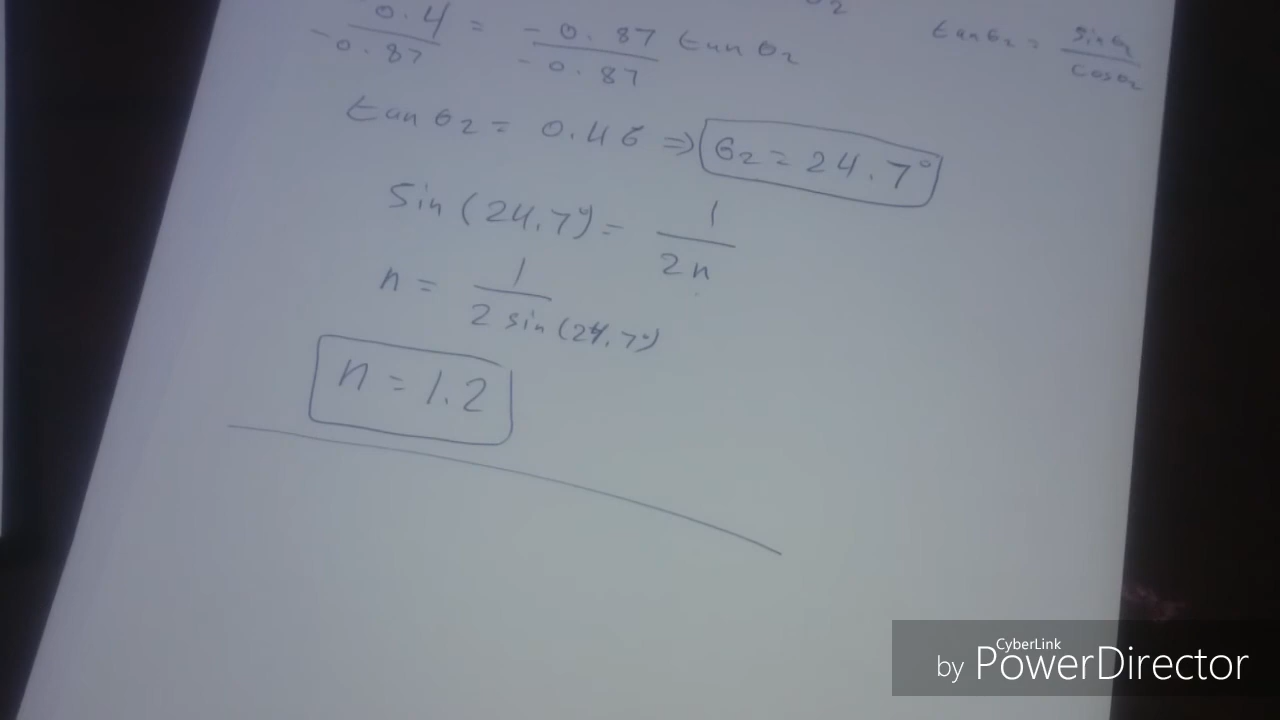 θ2
-0.4/-0.87 = -0.87/-0.87 tan θ2
tan θ2 = sin θ2/cos θ2
tan θ2 = 0.46 ⇒ θ2 = 24.7°
sin (24.7°) = 1/2n
n = 1/2 sin (24.7°)
n = 1.2
CyberLink
by PowerDirector